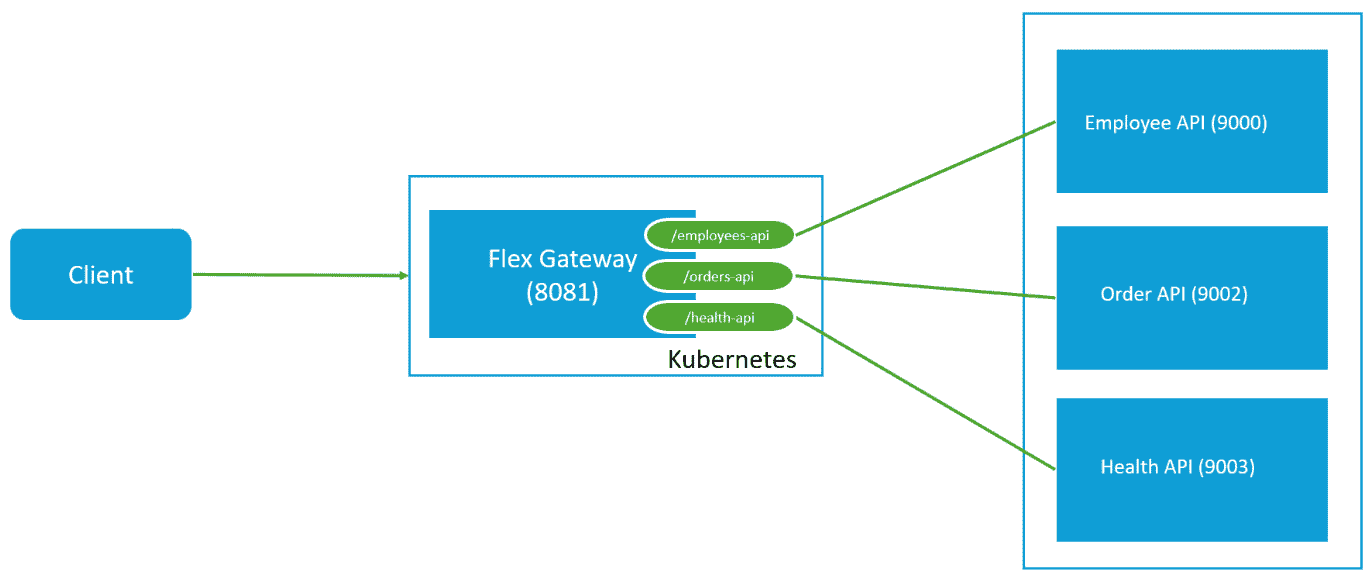 Client
Flex Gateway
(8081)
/employees-api
/orders-api
/health-api
Kubernetes
Employee API (9000)
Order API (9002)
Health API (9003)